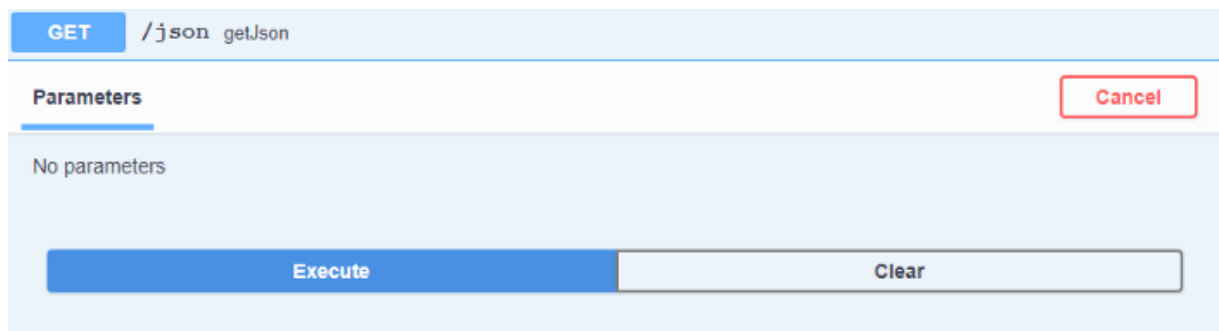 GET /json getJson
Parameters Cancel
No parameters
Execute Clear